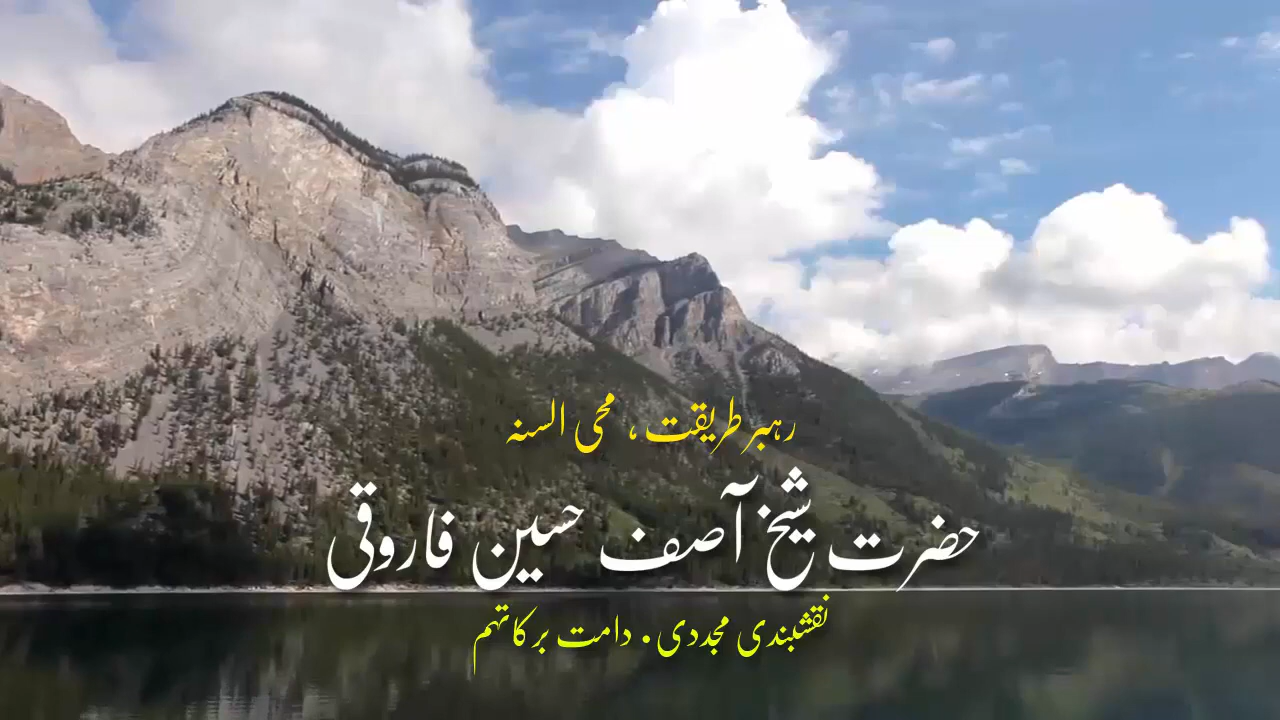 رہبر طریقت، محی السنہ
حضرت شیخ آصف حسین فاروقی
نقشبندی مجددی. دامت برکاتہم